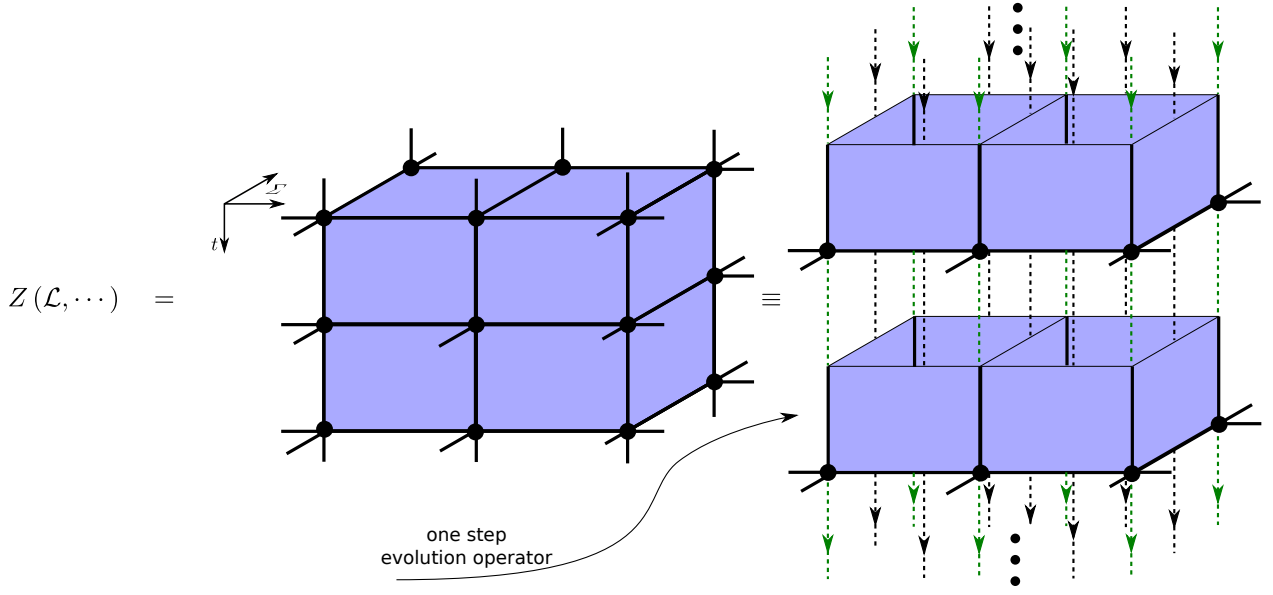 Σ
t
Z (𝓛, ⋯) = ≡
one step
evolution operator